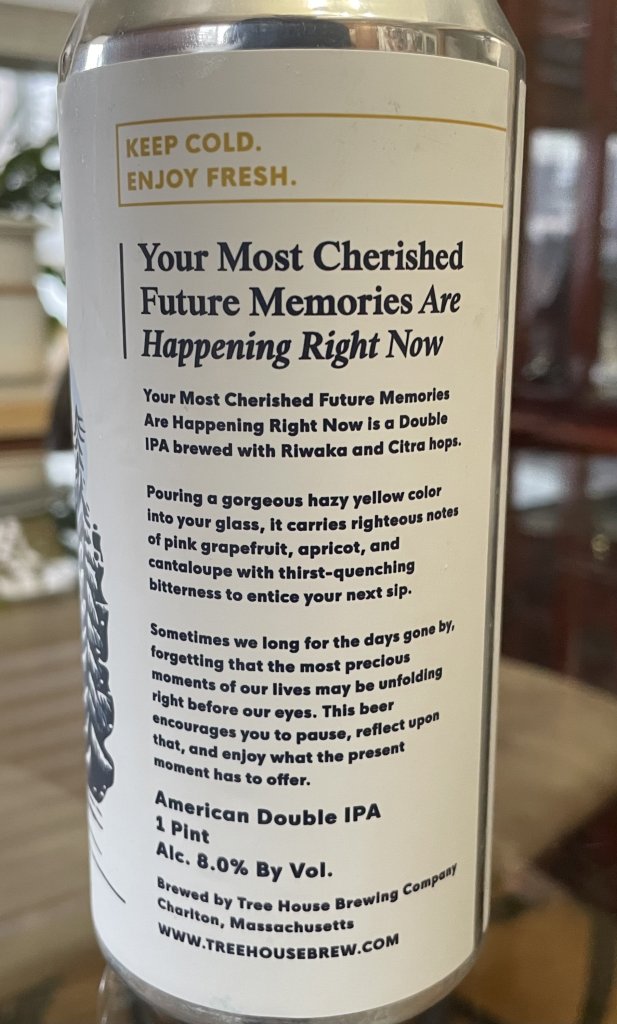 KEEP COLD.
ENJOY FRESH.
Your Most Cherished
Future Memories Are
Happening Right Now
Your Most Cherished Future Memories
Are Happening Right Now is a Double
IPA brewed with Riwaka and Citra hops.
Pouring a gorgeous hazy yellow color
into your glass, it carries righteous notes
of pink grapefruit, apricot, and
cantaloupe with thirst-quenching
bitterness to entice your next sip.
Sometimes we long for the days gone by,
forgetting that the most precious
moments of our lives may be unfolding
right before our eyes. This beer
encourages you to pause, reflect upon
that, and enjoy what the present
moment has to offer.
American Double IPA
1 Pint
Alc. 8.0% By Vol.
Brewed by Tree House Brewing Company
Charlton, Massachusetts
WWW.TREEHOUSEBREW.COM